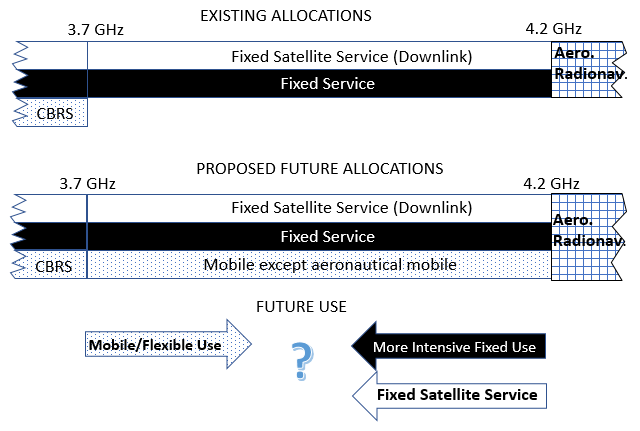 EXISTING ALLOCATIONS
3.7 GHz
4.2 GHz
Fixed Satellite Service (Downlink)
Aero.
Radionav.
Fixed Service
CBRS
PROPOSED FUTURE ALLOCATIONS
3.7 GHz
4.2 GHz
Fixed Satellite Service (Downlink)
Aero.
Radionav.
Fixed Service
CBRS
Mobile except aeronautical mobile
FUTURE USE
Mobile/Flexible Use
?
More Intensive Fixed Use
Fixed Satellite Service